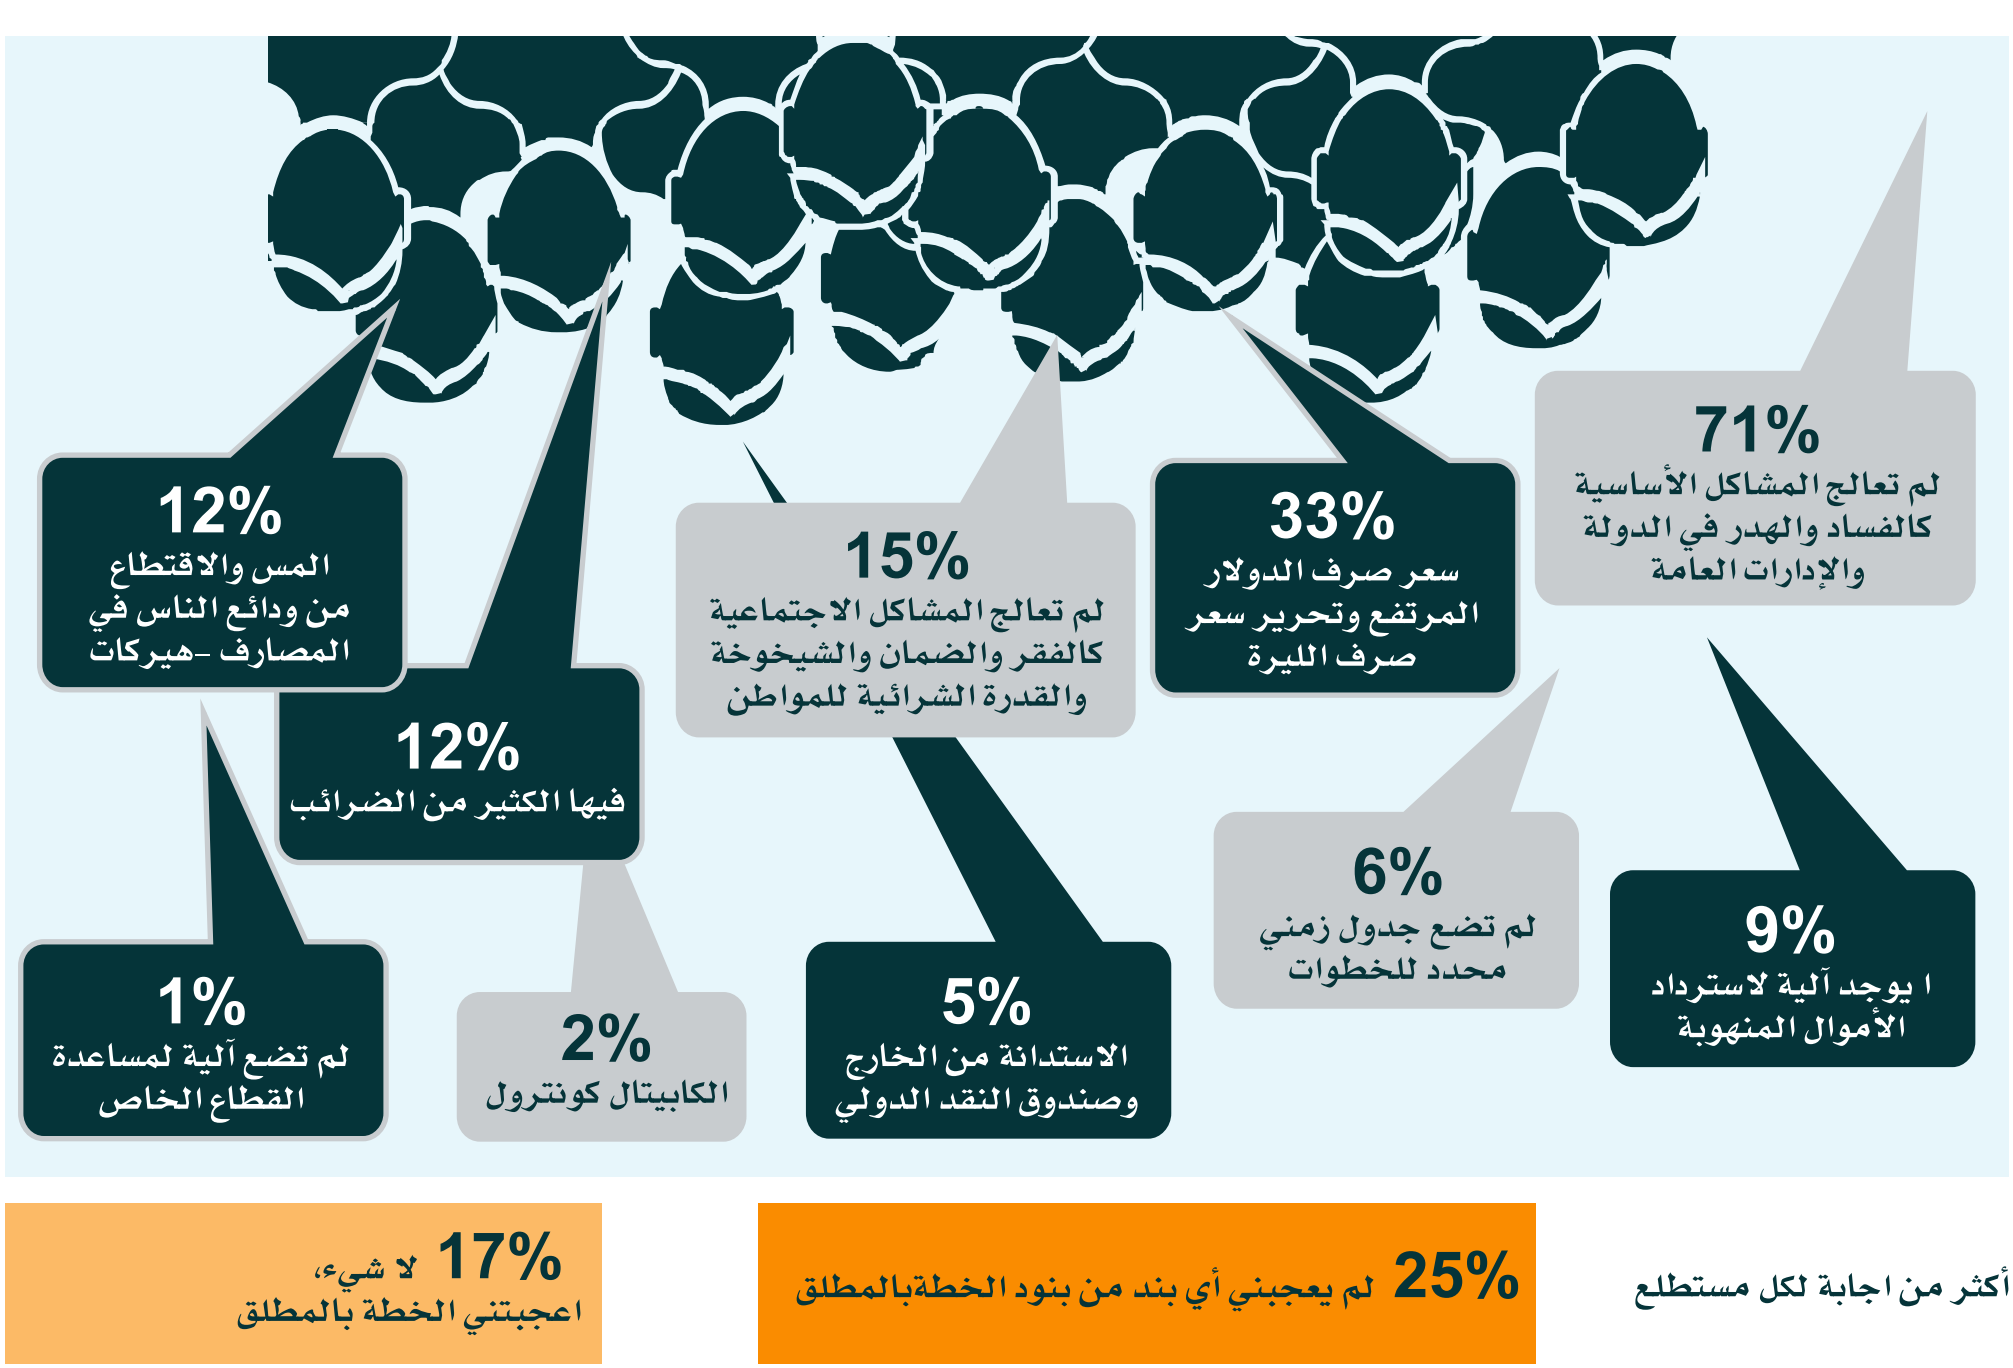 71%
لم تعالج المشاكل الأساسية
كالفساد والهدر في الدولة
والإدارات العامة
33%
سعر صرف الدولار
المرتفع وتحرير سعر
صرف الليرة
15%
لم تعالج المشاكل الاجتماعية
كالفقر والضمان والشيخوخة
والقدرة الشرائية للمواطن
12%
المس والاقتطاع
من ودائع الناس في
المصارف -هيركات
12%
فيها الكثير من الضرائب
9%
ا يوجد آلية لاسترداد
الأموال المنهوبة
6%
لم تضع جدول زمني
محدد للخطوات
5%
الاستدانة من الخارج
وصندوق النقد الدولي
2%
الكابيتال كونترول
1%
لم تضع آلية لمساعدة
القطاع الخاص
أكثر من اجابة لكل مستطلع
25% لم يعجبني أي بند من بنود الخطةبالمطلق
17% لا شيء،
اعجبتني الخطة بالمطلق